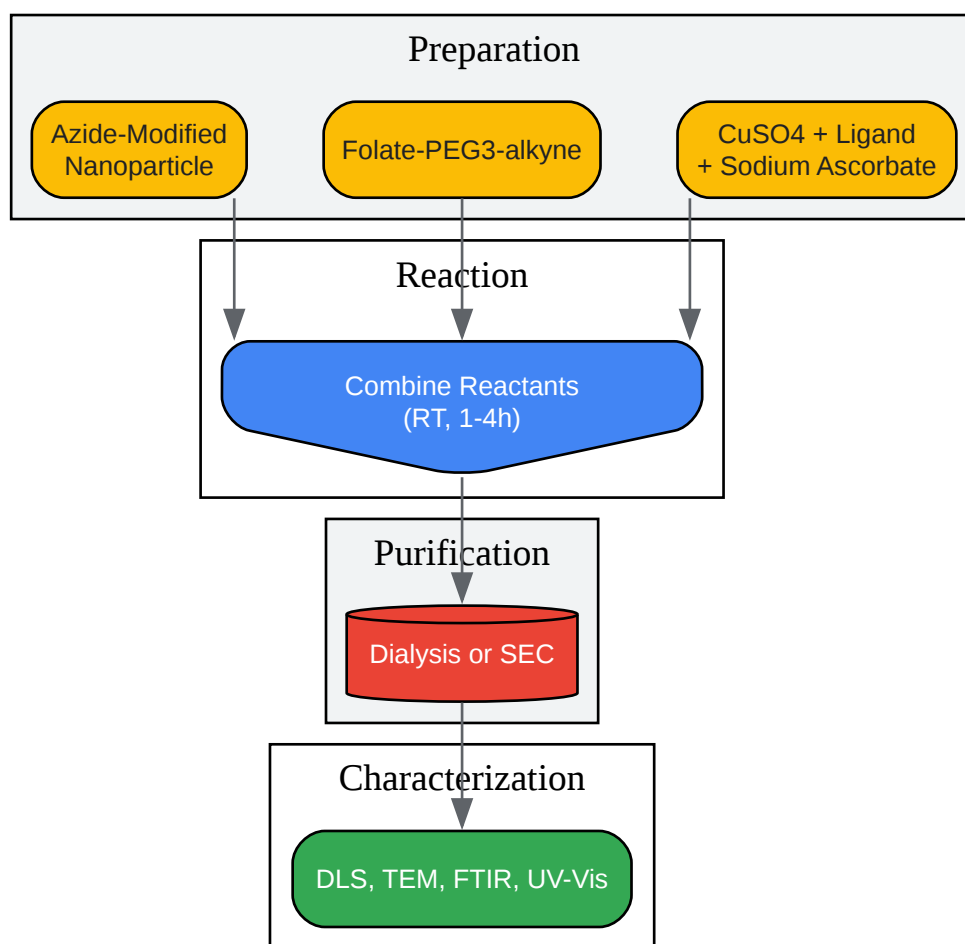 Preparation
Azide-Modified
Nanoparticle
Folate-PEG3-alkyne
CuSO4 + Ligand
+ Sodium Ascorbate
Reaction
Combine Reactants
(RT, 1-4h)
Purification
Dialysis or SEC
Characterization
DLS, TEM, FTIR, UV-Vis